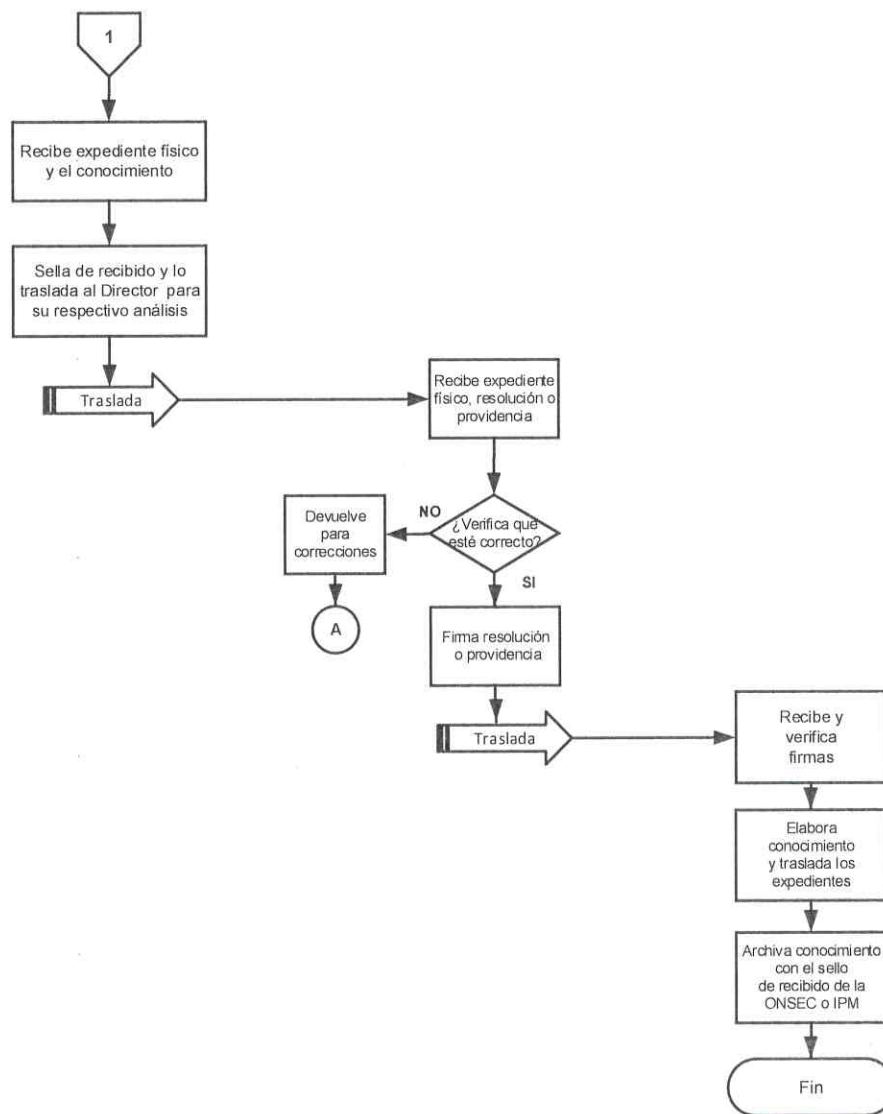 1
Recibe expediente físico
y el conocimiento
Sella de recibido y lo
traslada al Director para
su respectivo análisis
Traslada
Recibe expediente
físico, resolución o
providencia
¿Verifica que
esté correcto?
NO
Devuelve
para
correcciones
A
SI
Firma resolución
o providencia
Traslada
Recibe y
verifica
firmas
Elabora
conocimiento
y traslada los
expedientes
Archiva conocimiento
con el sello
de recibido de la
ONSEC o IPM
Fin